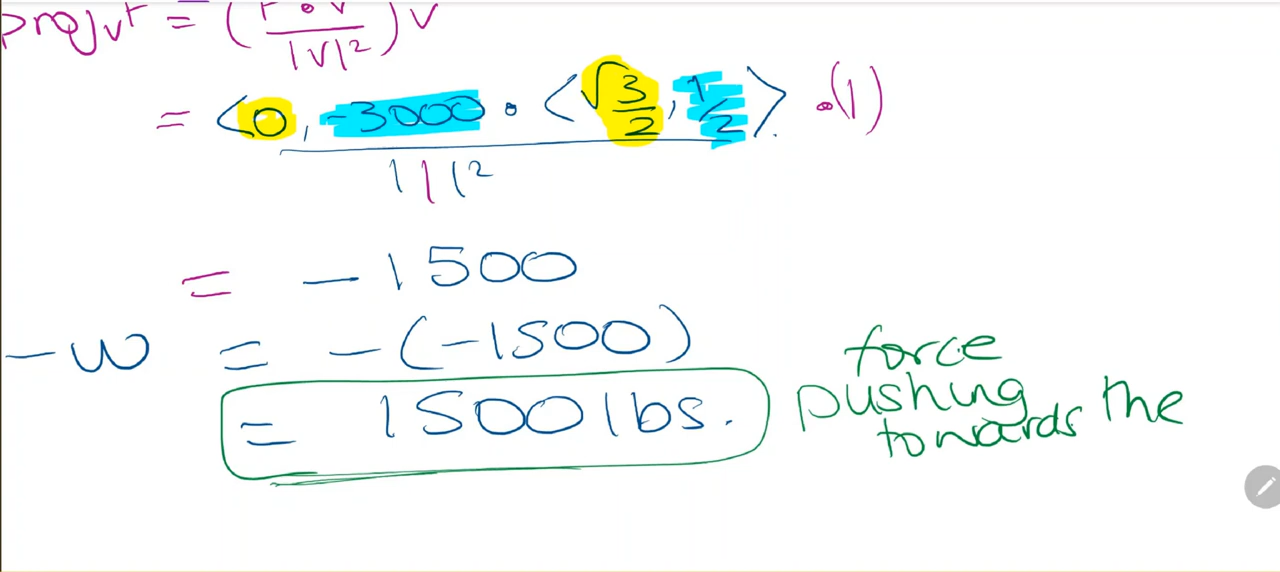 proj_v F = (F • V / |V|²) V
= <0, -3000 • <√3/2, 1/2> •(1)
|1|²
= -1500
-W = -(-1500)
= 1500 lbs.
force
pushing
towards the